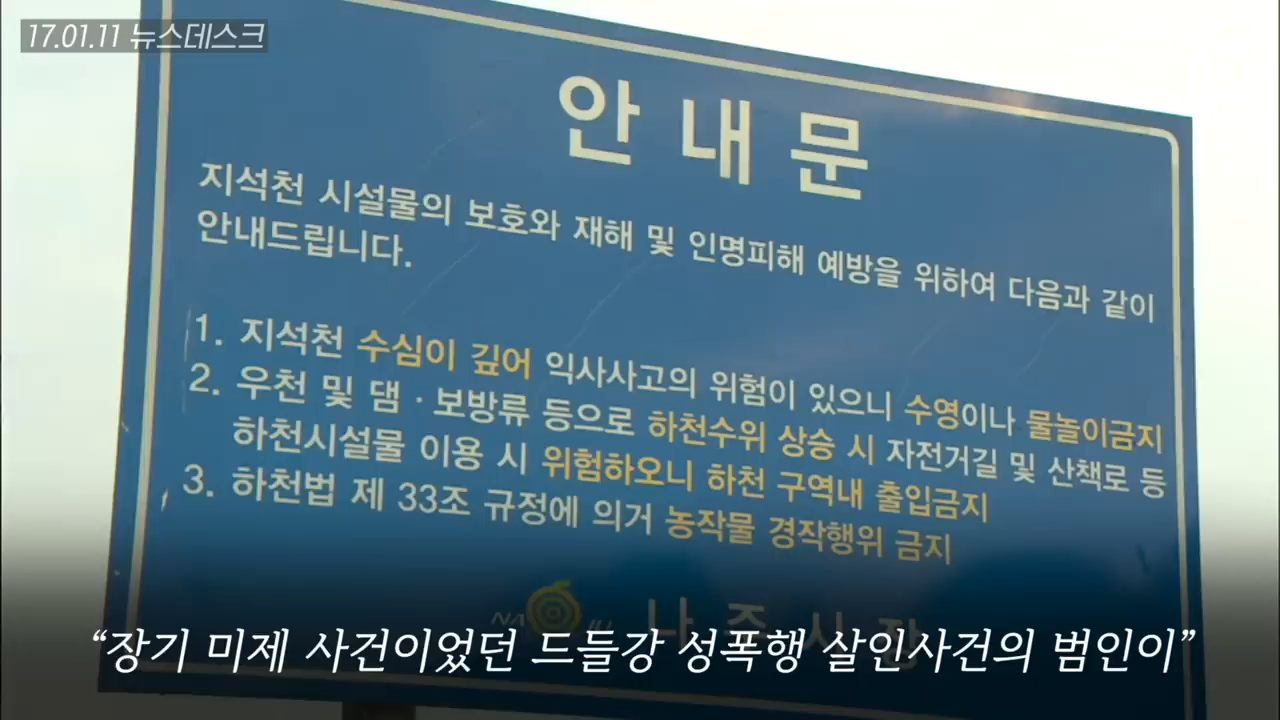 17.01.11 뉴스데스크
안내문
지석천 시설물의 보호와 재해 및 인명피해 예방을 위하여 다음과 같이
안내드립니다.
1. 지석천 수심이 깊어 익사사고의 위험이 있으니 수영이나 물놀이금지
2. 우천 및 댐·보방류 등으로 하천수위 상승 시 자전거길 및 산책로 등
하천시설물 이용 시 위험하오니 하천 구역내 출입금지
3. 하천법 제 33조 규정에 의거 농작물 경작행위 금지
나주시장
“장기 미제 사건이었던 드들강 성폭행 살인사건의 범인이”